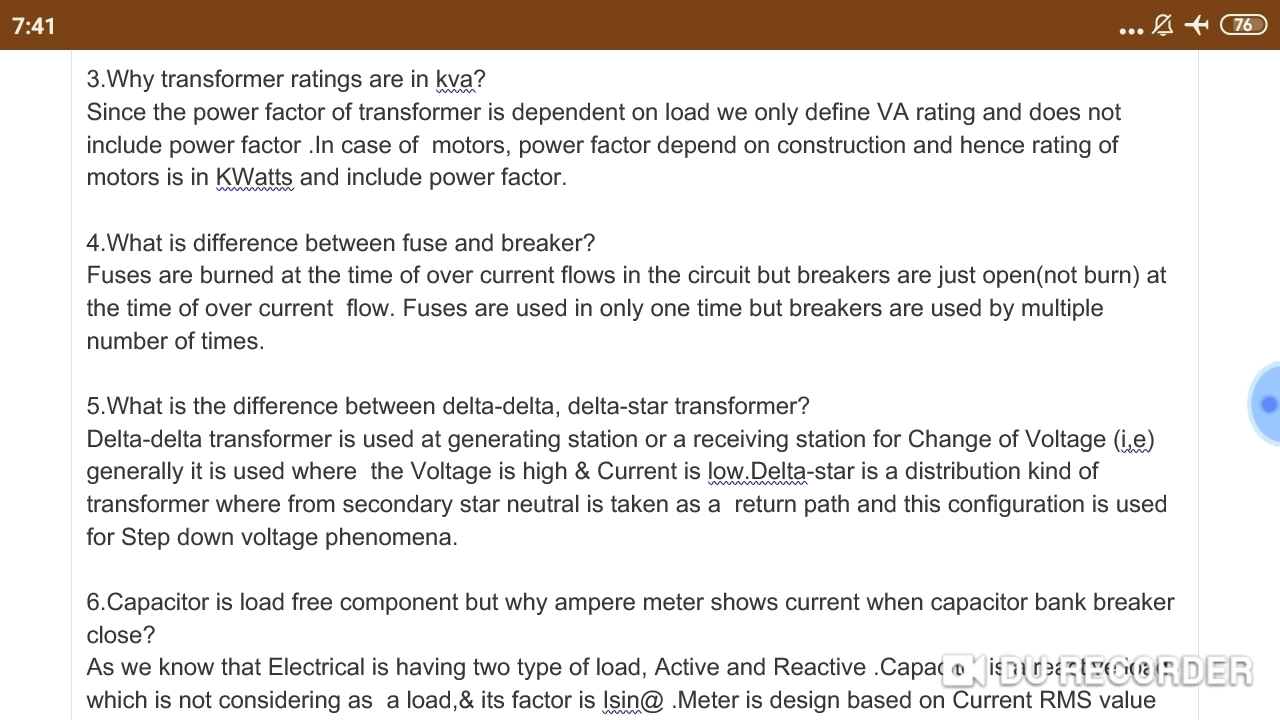 7:41
76
3.Why transformer ratings are in kva?
Since the power factor of transformer is dependent on load we only define VA rating and does not
include power factor .In case of  motors, power factor depend on construction and hence rating of
motors is in KWatts and include power factor.
4.What is difference between fuse and breaker?
Fuses are burned at the time of over current flows in the circuit but breakers are just open(not burn) at
the time of over current  flow. Fuses are used in only one time but breakers are used by multiple
number of times.
5.What is the difference between delta-delta, delta-star transformer?
Delta-delta transformer is used at generating station or a receiving station for Change of Voltage (i,e)
generally it is used where  the Voltage is high & Current is low.Delta-star is a distribution kind of
transformer where from secondary star neutral is taken as a  return path and this configuration is used
for Step down voltage phenomena.
6.Capacitor is load free component but why ampere meter shows current when capacitor bank breaker
close?
As we know that Electrical is having two type of load, Active and Reactive .Capacitor is a reactive load
DU RECORDER
which is not considering as  a load,& its factor is Isin@ .Meter is design based on Current RMS value